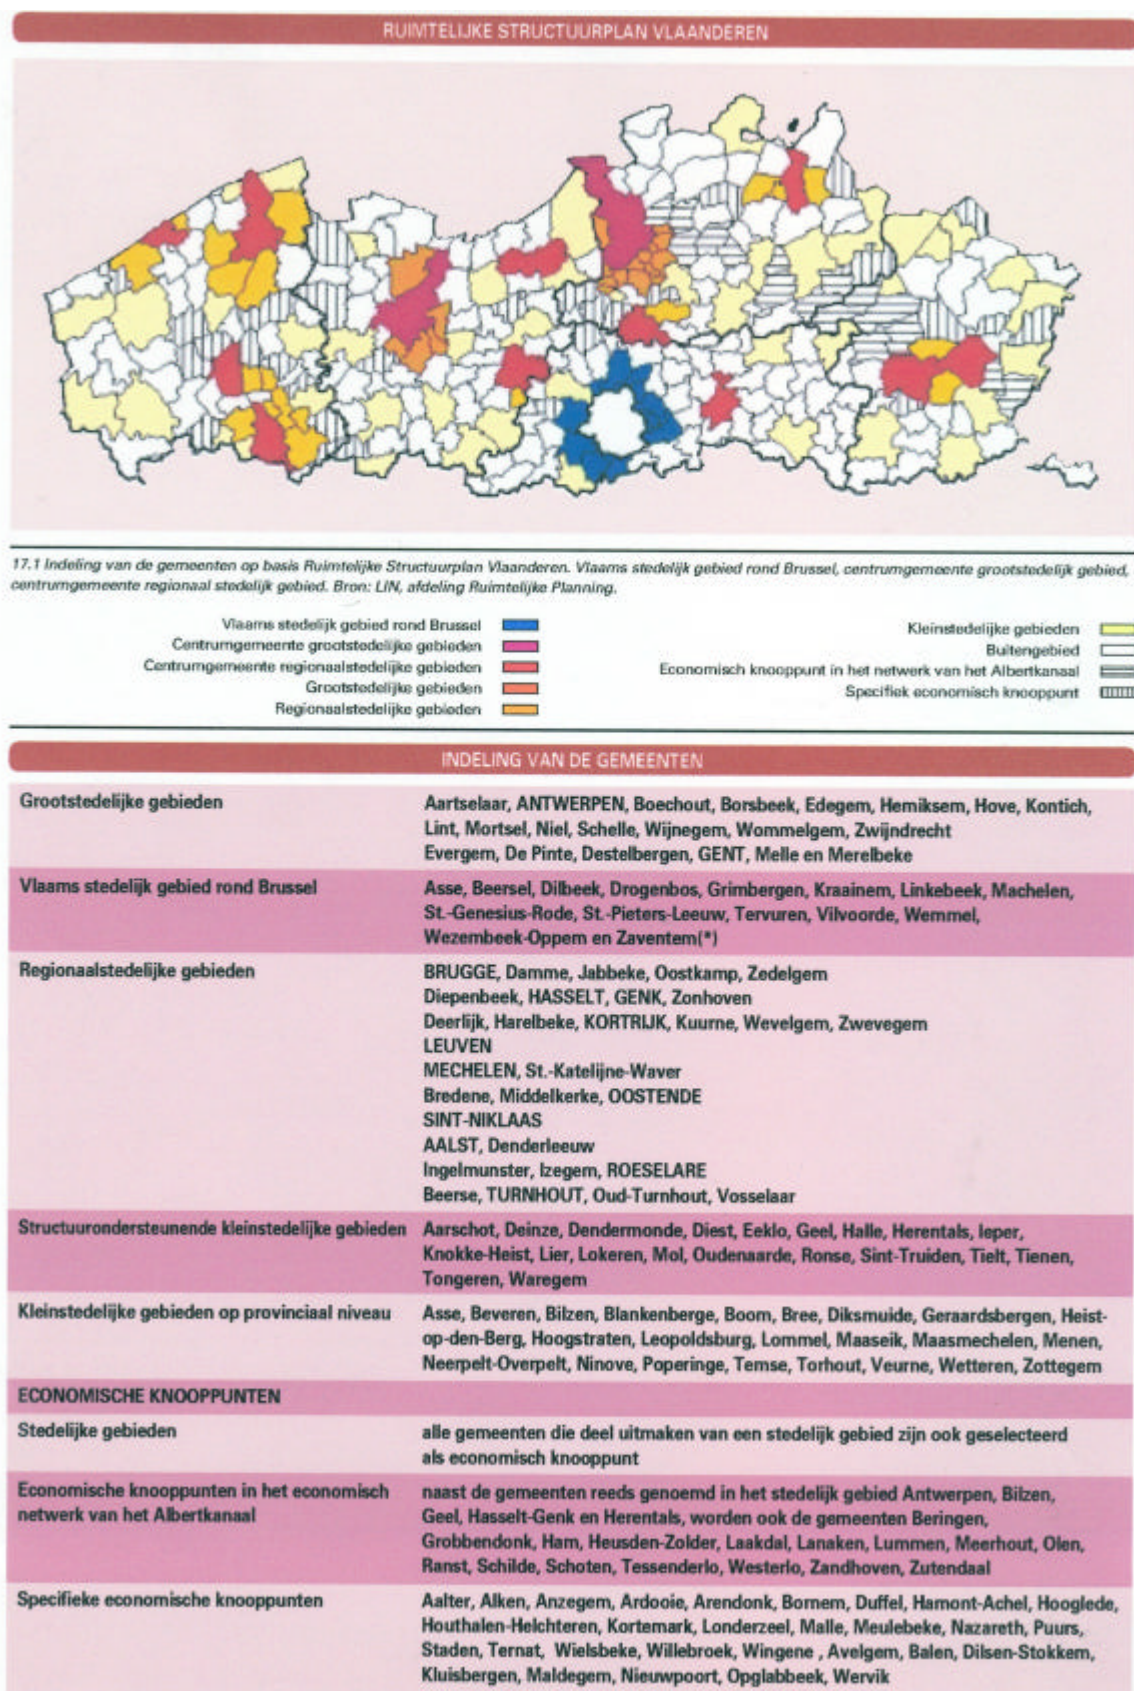 RUIMTELIJKE STRUCTUURPLAN VLAANDEREN
17.1 Indeling van de gemeenten op basis Ruimtelijke Structuurplan Vlaanderen. Vlaams stedelijk gebied rond Brussel, centrumgemeente grootstedelijk gebied,
centrumgemeente regionaal stedelijk gebied. Bron: LIN, afdeling Ruimtelijke Planning.
Vlaams stedelijk gebied rond Brussel
Centrumgemeente grootstedelijke gebieden
Centrumgemeente regionaalstedelijke gebieden
Grootstedelijke gebieden
Regionaalstedelijke gebieden
Kleinstedelijke gebieden
Buitengebied
Economisch knooppunt in het netwerk van het Albertkanaal
Specifiek economisch knooppunt
INDELING VAN DE GEMEENTEN
Grootstedelijke gebieden
Aartselaar, ANTWERPEN, Boechout, Borsbeek, Edegem, Hemiksem, Hove, Kontich,
Lint, Mortsel, Niel, Schelle, Wijnegem, Wommelgem, Zwijndrecht
Evergem, De Pinte, Destelbergen, GENT, Melle en Merelbeke
Vlaams stedelijk gebied rond Brussel
Asse, Beersel, Dilbeek, Drogenbos, Grimbergen, Kraainem, Linkebeek, Machelen,
St.-Genesius-Rode, St.-Pieters-Leeuw, Tervuren, Vilvoorde, Wemmel,
Wezembeek-Oppem en Zaventem(*)
Regionaalstedelijke gebieden
BRUGGE, Damme, Jabbeke, Oostkamp, Zedelgem
Diepenbeek, HASSELT, GENK, Zonhoven
Deerlijk, Harelbeke, KORTRIJK, Kuurne, Wevelgem, Zwevegem
LEUVEN
MECHELEN, St.-Katelijne-Waver
Bredene, Middelkerke, OOSTENDE
SINT-NIKLAAS
AALST, Denderleeuw
Ingelmunster, Izegem, ROESELARE
Beerse, TURNHOUT, Oud-Turnhout, Vosselaar
Structuurondersteunende kleinstedelijke gebieden
Aarschot, Deinze, Dendermonde, Diest, Eeklo, Geel, Halle, Herentals, Ieper,
Knokke-Heist, Lier, Lokeren, Mol, Oudenaarde, Ronse, Sint-Truiden, Tielt, Tienen,
Tongeren, Waregem
Kleinstedelijke gebieden op provinciaal niveau
Asse, Beveren, Bilzen, Blankenberge, Boom, Bree, Diksmuide, Geraardsbergen, Heist-
op-den-Berg, Hoogstraten, Leopoldsburg, Lommel, Maaseik, Maasmechelen, Menen,
Neerpelt-Overpelt, Ninove, Poperinge, Temse, Torhout, Veurne, Wetteren, Zottegem
ECONOMISCHE KNOOPPUNTEN
Stedelijke gebieden
alle gemeenten die deel uitmaken van een stedelijk gebied zijn ook geselecteerd
als economisch knooppunt
Economische knooppunten in het economisch
netwerk van het Albertkanaal
naast de gemeenten reeds genoemd in het stedelijk gebied Antwerpen, Bilzen,
Geel, Hasselt-Genk en Herentals, worden ook de gemeenten Beringen,
Grobbendonk, Ham, Heusden-Zolder, Laakdal, Lanaken, Lummen, Meerhout, Olen,
Ranst, Schilde, Schoten, Tessenderlo, Westerlo, Zandhoven, Zutendaal
Specifieke economische knooppunten
Aalter, Alken, Anzegem, Ardooie, Arendonk, Bornem, Duffel, Hamont-Achel, Hooglede,
Houthalen-Helchteren, Kortemark, Londerzeel, Malle, Meulebeke, Nazareth, Puurs,
Staden, Ternat, Wielsbeke, Willebroek, Wingene , Avelgem, Balen, Dilsen-Stokkem,
Kluisbergen, Maldegem, Nieuwpoort, Opglabbeek, Wervik